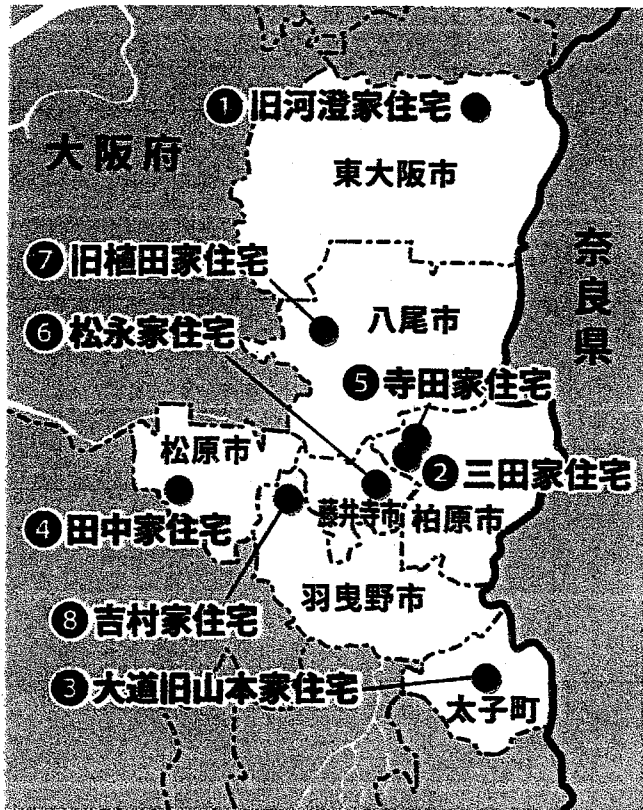 ❶旧河澄家住宅
大阪府
東大阪市
奈良県
❼旧植田家住宅
八尾市
❻松永家住宅
❺寺田家住宅
松原市
❷三田家住宅
藤井寺市
柏原市
❹田中家住宅
羽曳野市
❽吉村家住宅
❸大道旧山本家住宅
太子町